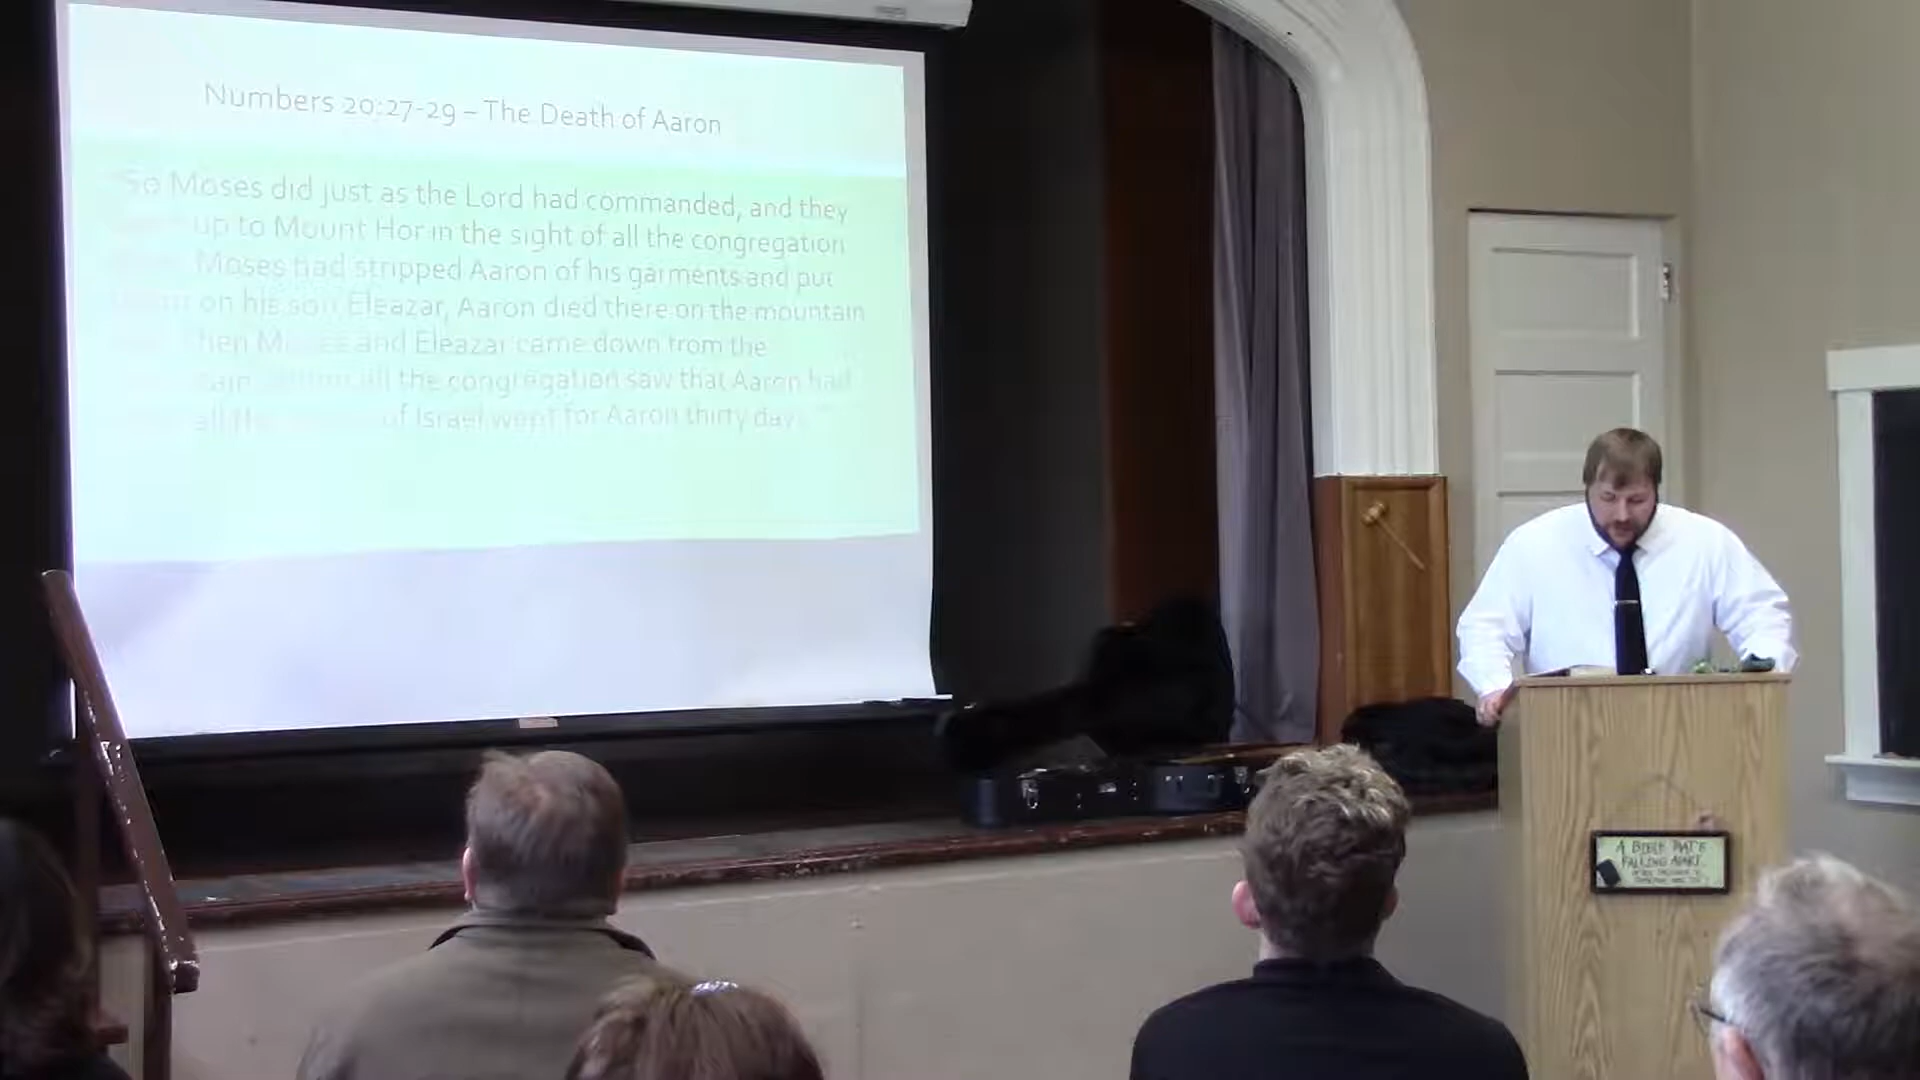 Numbers 20:27-29 – The Death of Aaron
So Moses did just as the Lord had commanded, and they
up to Mount Hor in the sight of all the congregation
Moses had stripped Aaron of his garments and put
on his son Eleazar, Aaron died there on the mountain
Moses and Eleazar came down from the
all the congregation saw that Aaron had
all the of Israel wept for Aaron thirty days
A BIBLE THAT'S
FALLING APART